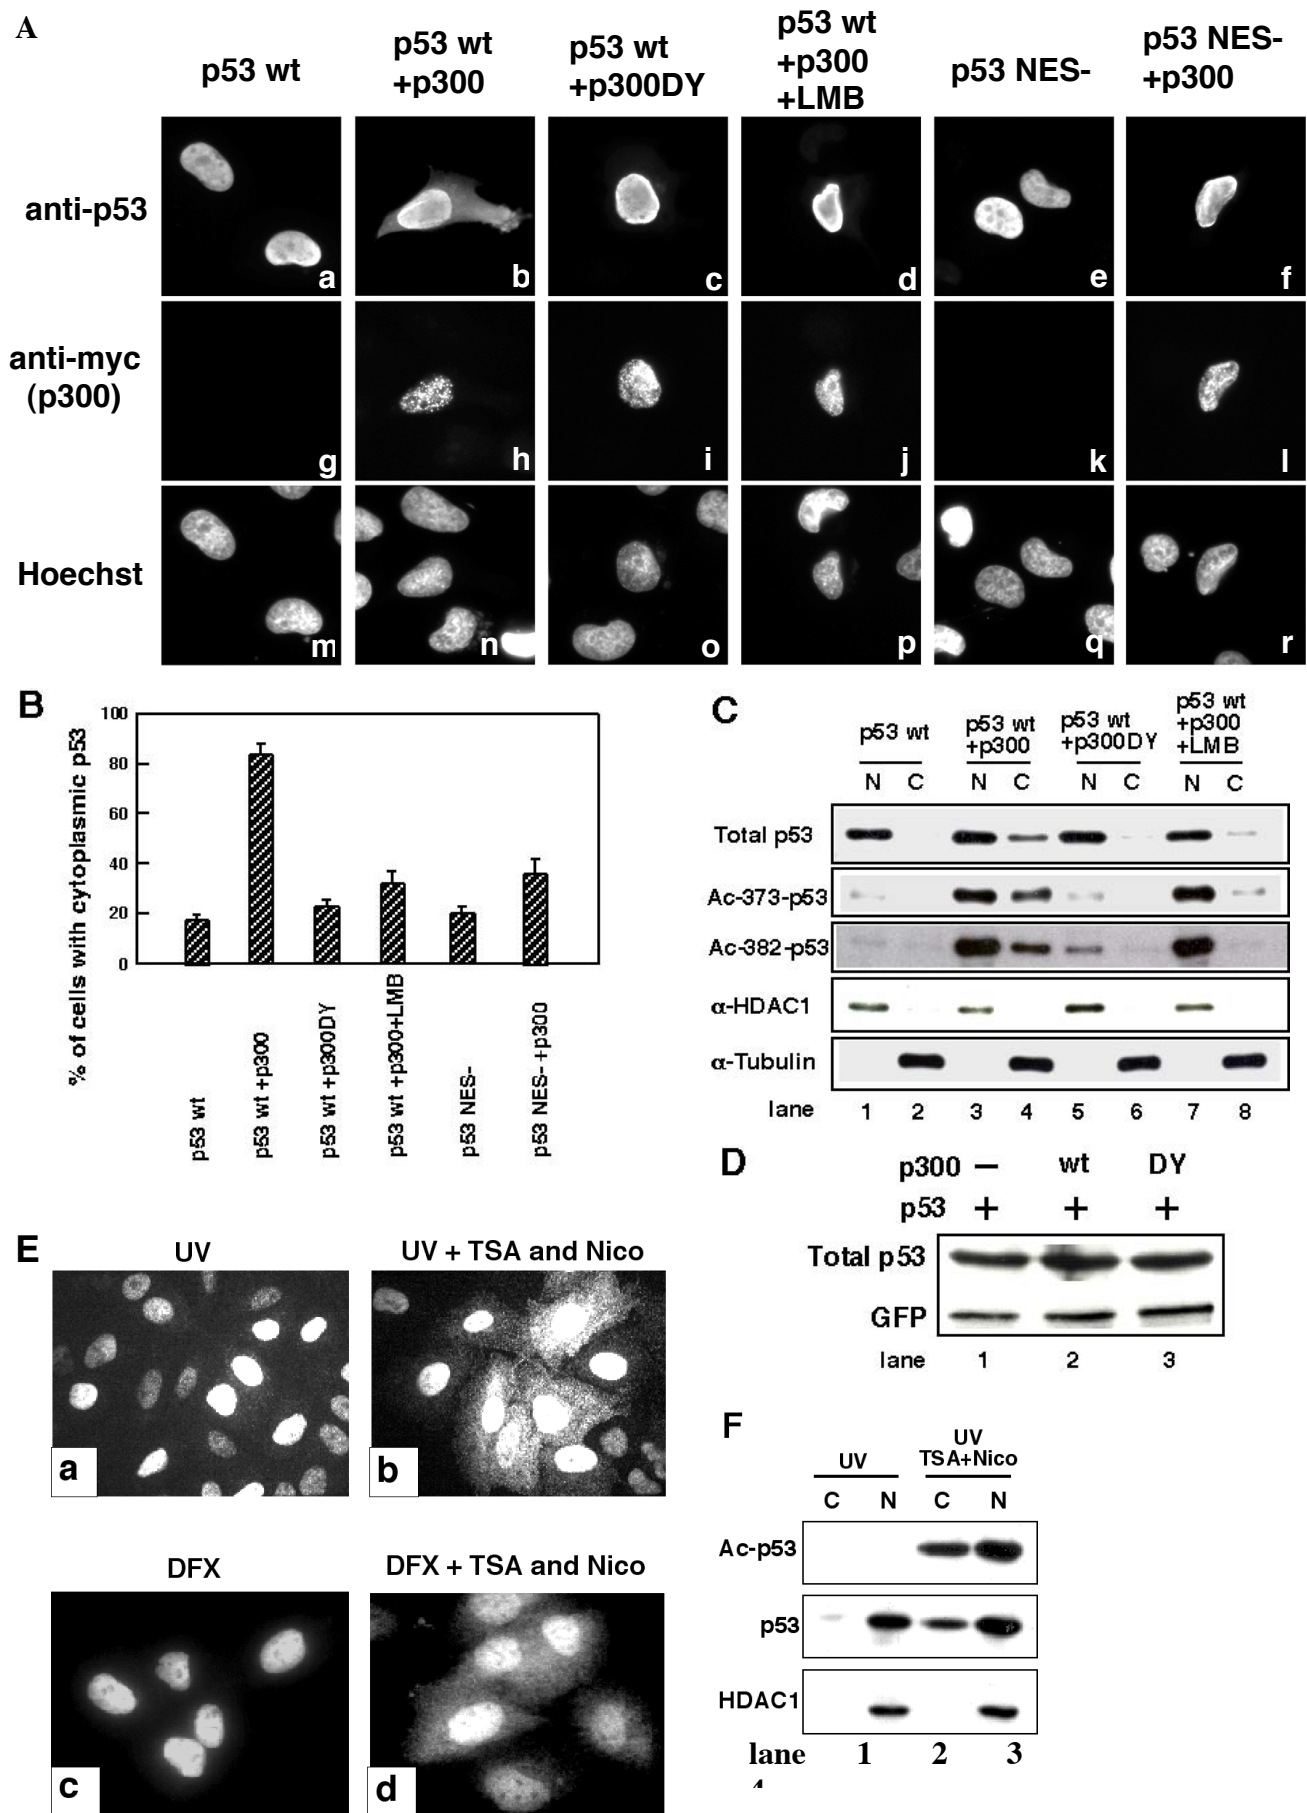 A
p53 wt
p53 wt
+p300
p53 wt
+p300DY
p53 wt
+p300
+LMB
p53 NES-
p53 NES-
+p300
anti-p53
a
b
c
d
e
f
anti-myc
(p300)
g
h
i
j
k
l
Hoechst
m
n
o
p
q
r
B
% of cells with cytoplasmic p53
100
80
60
40
20
0
p53 wt
p53 wt +p300
p53 wt +p300DY
p53 wt +p300+LMB
p53 NES-
p53 NES- +p300
C
p53 wt
p53 wt
+p300
p53 wt
+p300DY
p53 wt
+p300
+LMB
N C N C N C N C
Total p53
Ac-373-p53
Ac-382-p53
α-HDAC1
α-Tubulin
lane 1 2 3 4 5 6 7 8
D
p300 — wt DY
p53 + + +
Total p53
GFP
lane 1 2 3
E
UV
UV + TSA and Nico
a
b
DFX
DFX + TSA and Nico
c
d
F
UV
UV
TSA+Nico
C N C N
Ac-p53
p53
HDAC1
lane 1 2 3